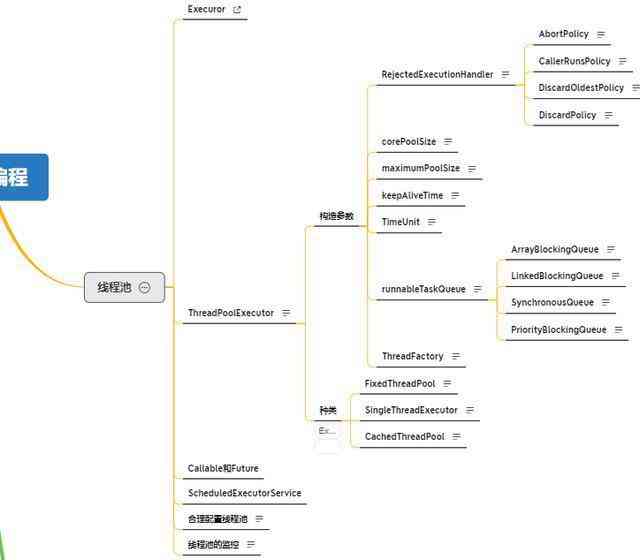 编程
线程池
Execuror
ThreadPoolExecutor
构造参数
RejectedExecutionHandler
AbortPolicy
CallerRunsPolicy
DiscardOldestPolicy
DiscardPolicy
corePoolSize
maximumPoolSize
keepAliveTime
TimeUnit
runnableTaskQueue
ArrayBlockingQueue
LinkedBlockingQueue
SynchronousQueue
PriorityBlockingQueue
ThreadFactory
种类
Ex...
FixedThreadPool
SingleThreadExecutor
CachedThreadPool
Callable和Future
ScheduledExecutorService
合理配置线程池
线程池的监控